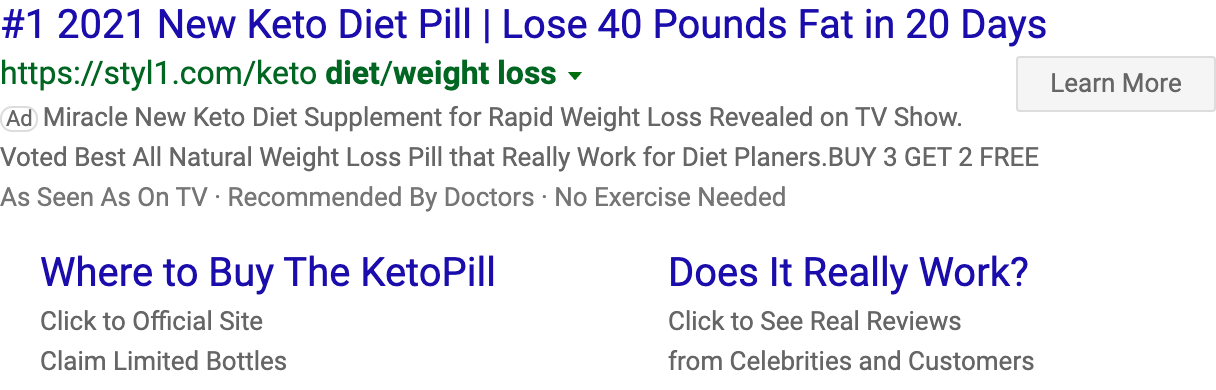 #1 2021 New Keto Diet Pill | Lose 40 Pounds Fat in 20 Days
https://styl1.com/keto diet/weight loss
Learn More
Ad Miracle New Keto Diet Supplement for Rapid Weight Loss Revealed on TV Show.
Voted Best All Natural Weight Loss Pill that Really Work for Diet Planers.BUY 3 GET 2 FREE
As Seen As On TV · Recommended By Doctors · No Exercise Needed
Where to Buy The KetoPill
Click to Official Site
Claim Limited Bottles
Does It Really Work?
Click to See Real Reviews
from Celebrities and Customers